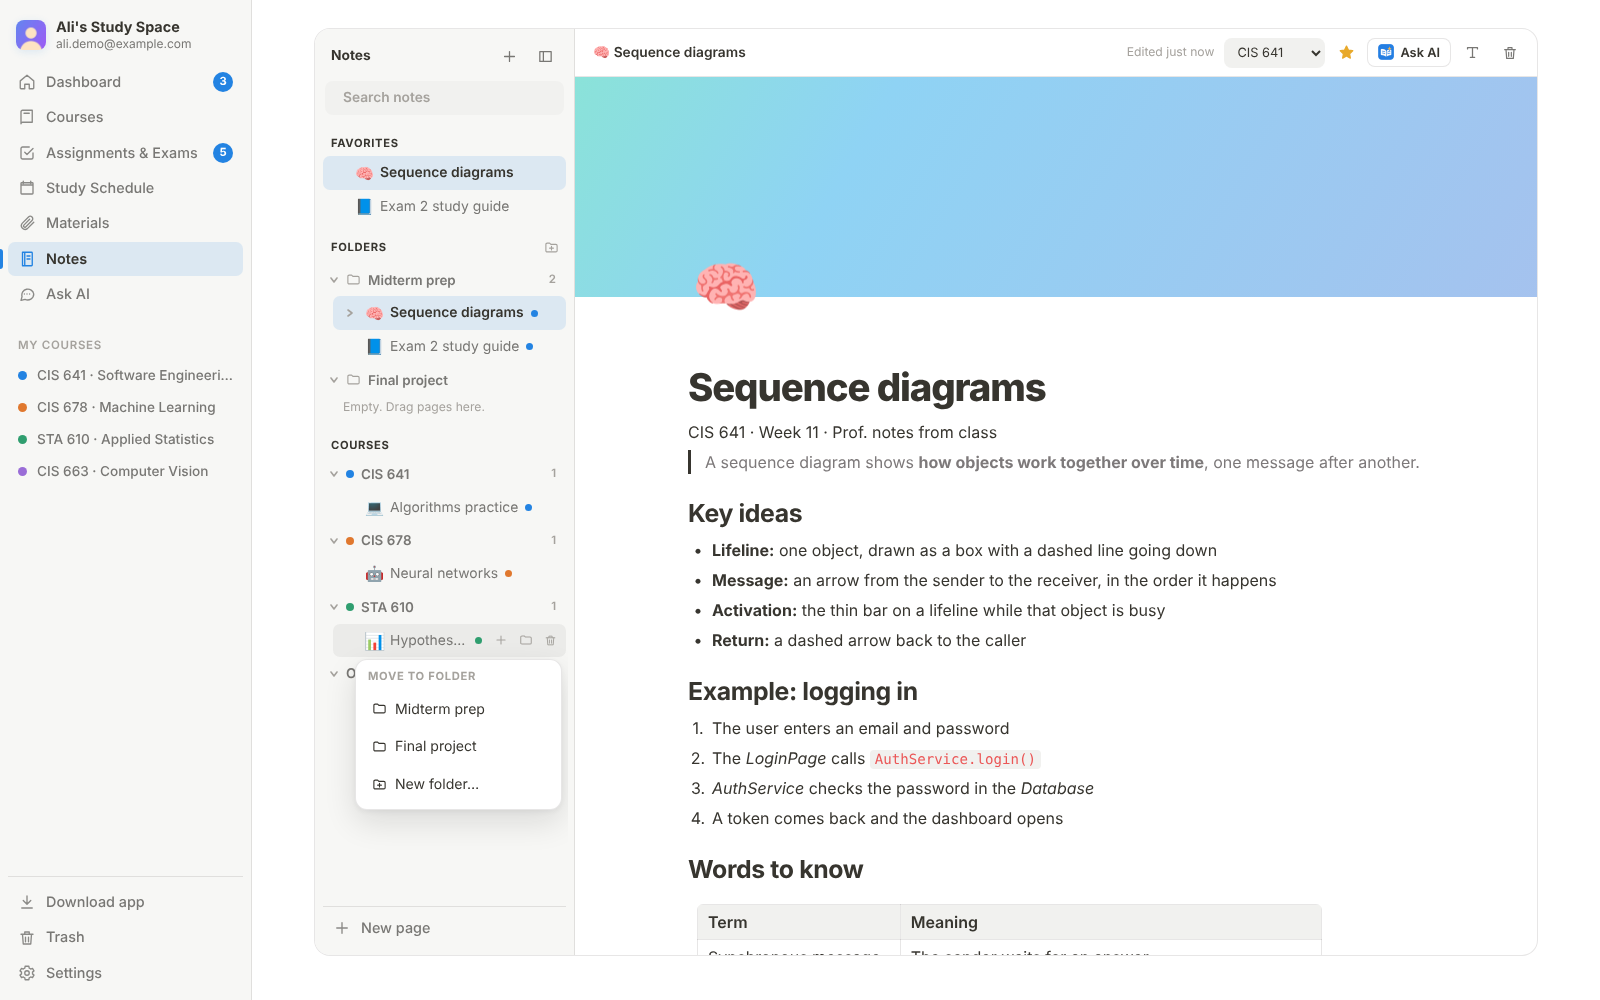 Ali's Study Space
ali.demo@example.com
Dashboard 3
Courses
Assignments & Exams 5
Study Schedule
Materials
Notes
Ask AI
MY COURSES
CIS 641 · Software Engineeri...
CIS 678 · Machine Learning
STA 610 · Applied Statistics
CIS 663 · Computer Vision
Download app
Trash
Settings
Notes
Search notes
FAVORITES
Sequence diagrams
Exam 2 study guide
FOLDERS
Midterm prep 2
Sequence diagrams
Exam 2 study guide
Final project
Empty. Drag pages here.
COURSES
CIS 641 1
Algorithms practice
CIS 678 1
Neural networks
STA 610 1
Hypothes...
MOVE TO FOLDER
Midterm prep
Final project
New folder...
New page
Sequence diagrams
Edited just now
CIS 641
Ask AI
Sequence diagrams
CIS 641 · Week 11 · Prof. notes from class
A sequence diagram shows how objects work together over time, one message after another.
Key ideas
• Lifeline: one object, drawn as a box with a dashed line going down
• Message: an arrow from the sender to the receiver, in the order it happens
• Activation: the thin bar on a lifeline while that object is busy
• Return: a dashed arrow back to the caller
Example: logging in
1. The user enters an email and password
2. The LoginPage calls AuthService.login()
3. AuthService checks the password in the Database
4. A token comes back and the dashboard opens
Words to know
Term Meaning
Synchronous message The sender waits for an answer